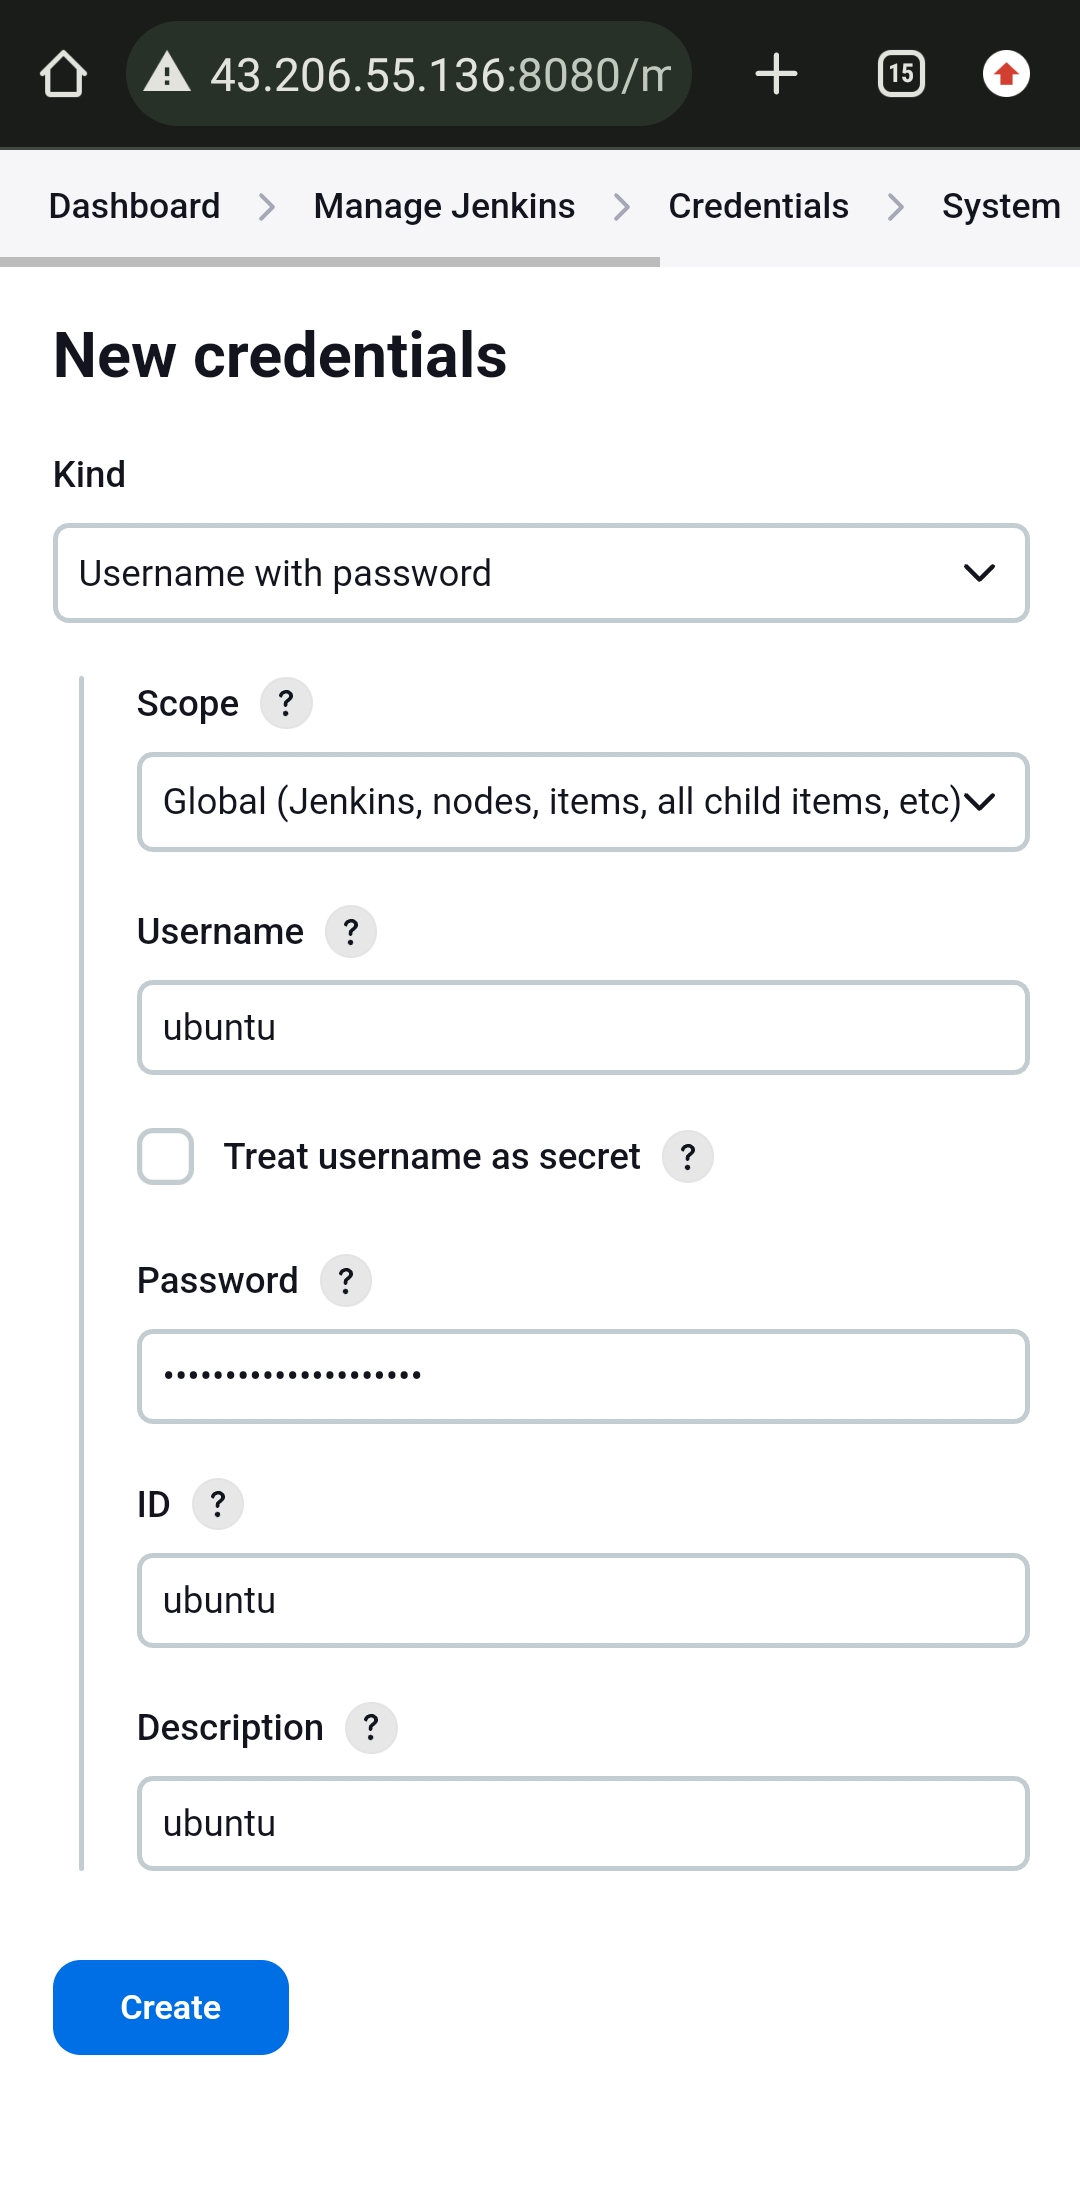 43.206.55.136:8080/m
15
Dashboard > Manage Jenkins > Credentials > System
New credentials
Kind
Username with password
Scope ?
Global (Jenkins, nodes, items, all child items, etc)
Username ?
ubuntu
Treat username as secret ?
Password ?
•••••••••••••••••••••
ID ?
ubuntu
Description ?
ubuntu
Create